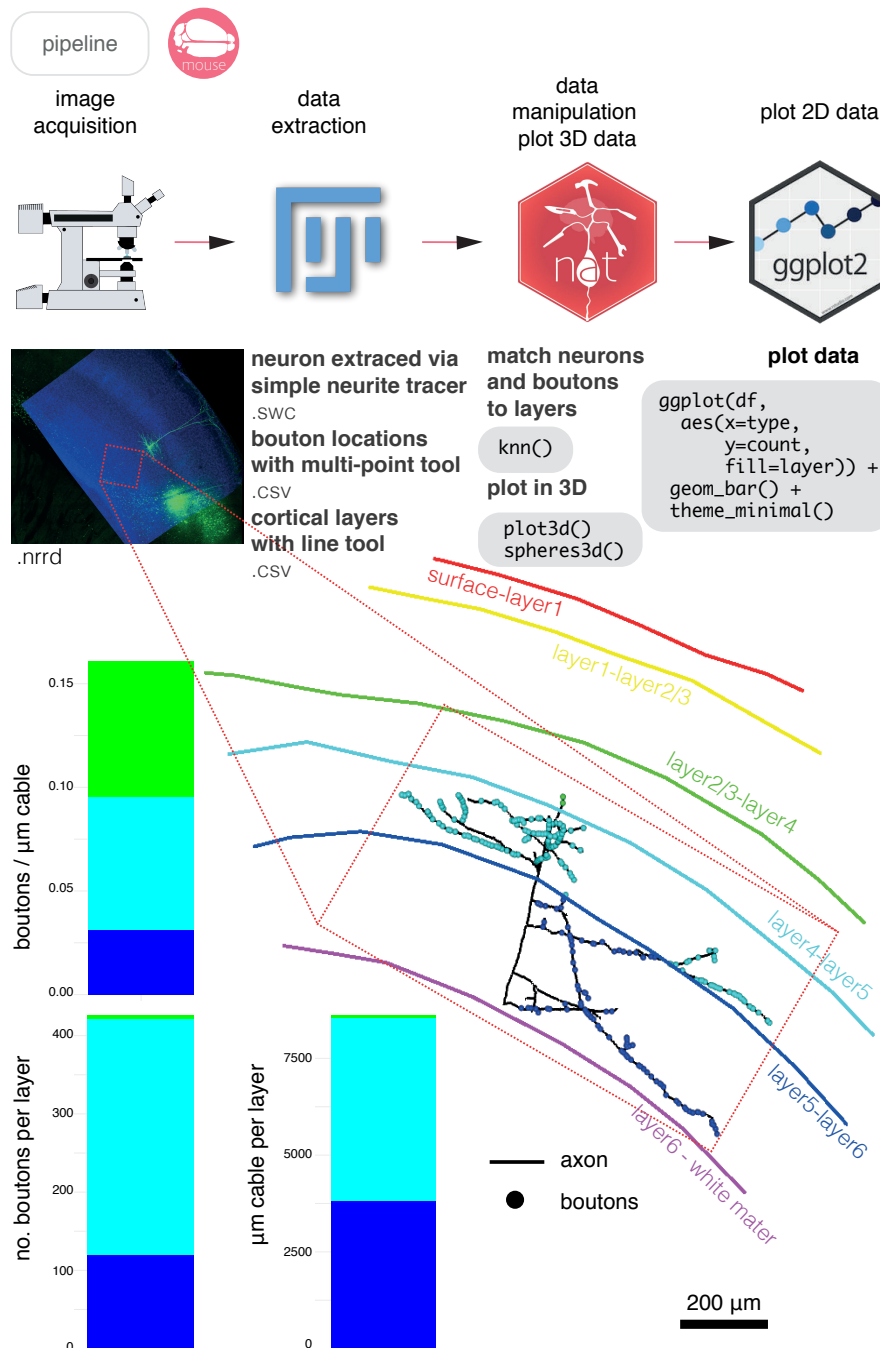 pipeline
mouse
image
acquisition
data
extraction
data
manipulation
plot 3D data
plot 2D data
nat
ggplot2
neuron extraced via
simple neurite tracer
.SWC
bouton locations
with multi-point tool
.CSV
cortical layers
with line tool
.CSV
.nrrd
match neurons
and boutons
to layers
knn()
plot in 3D
plot3d()
spheres3d()
plot data
ggplot(df,
aes(x=type,
y=count,
fill=layer)) +
geom_bar() +
theme_minimal()
surface-layer1
layer1-layer2/3
layer2/3-layer4
layer4-layer5
layer5-layer6
layer6 - white mater
boutons / µm cable
0.15
0.10
0.05
0.00
no. boutons per layer
400
300
200
100
0
µm cable per layer
7500
5000
2500
0
axon
boutons
200 µm